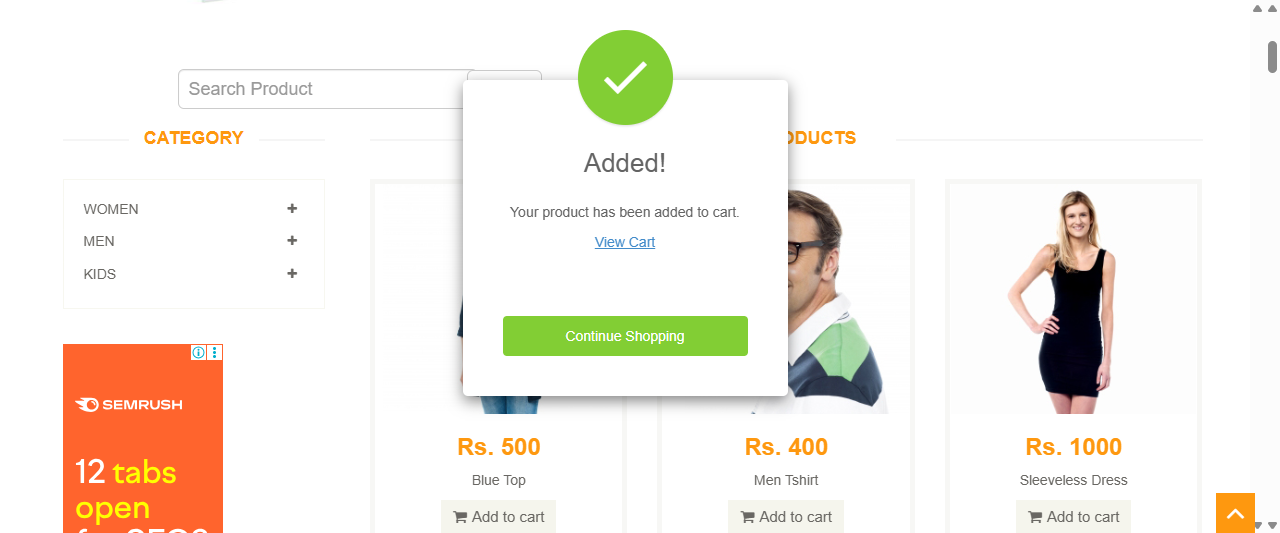 Search Product
CATEGORY
ODUCTS
WOMEN
MEN
KIDS
Added!
Your product has been added to cart.
View Cart
Continue Shopping
SEMRUSH
12 tabs
open
Rs. 500
Blue Top
Add to cart
Rs. 400
Men Tshirt
Add to cart
Rs. 1000
Sleeveless Dress
Add to cart